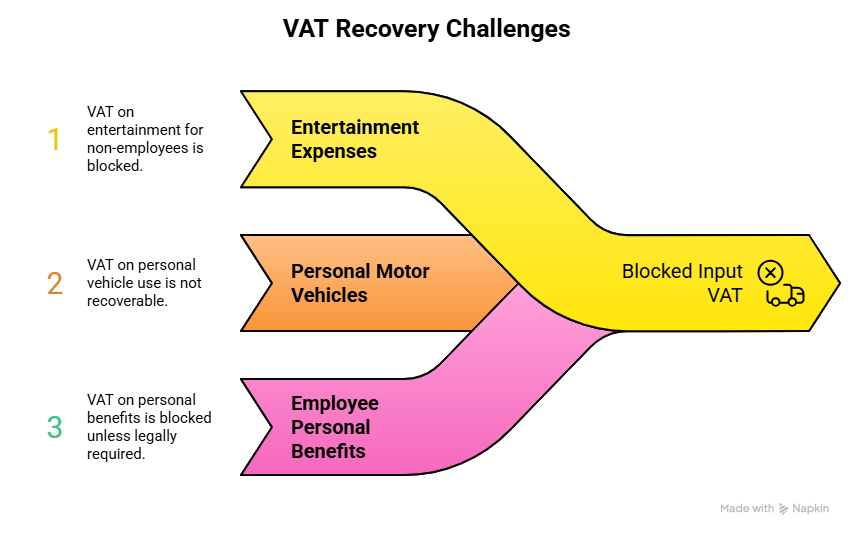 VAT Recovery Challenges
1
VAT on
entertainment for
non-employees is
blocked.
Entertainment
Expenses
2
VAT on personal
vehicle use is not
recoverable.
Personal Motor
Vehicles
Blocked Input
VAT
3
VAT on personal
benefits is blocked
unless legally
required.
Employee
Personal
Benefits
Made with Napkin